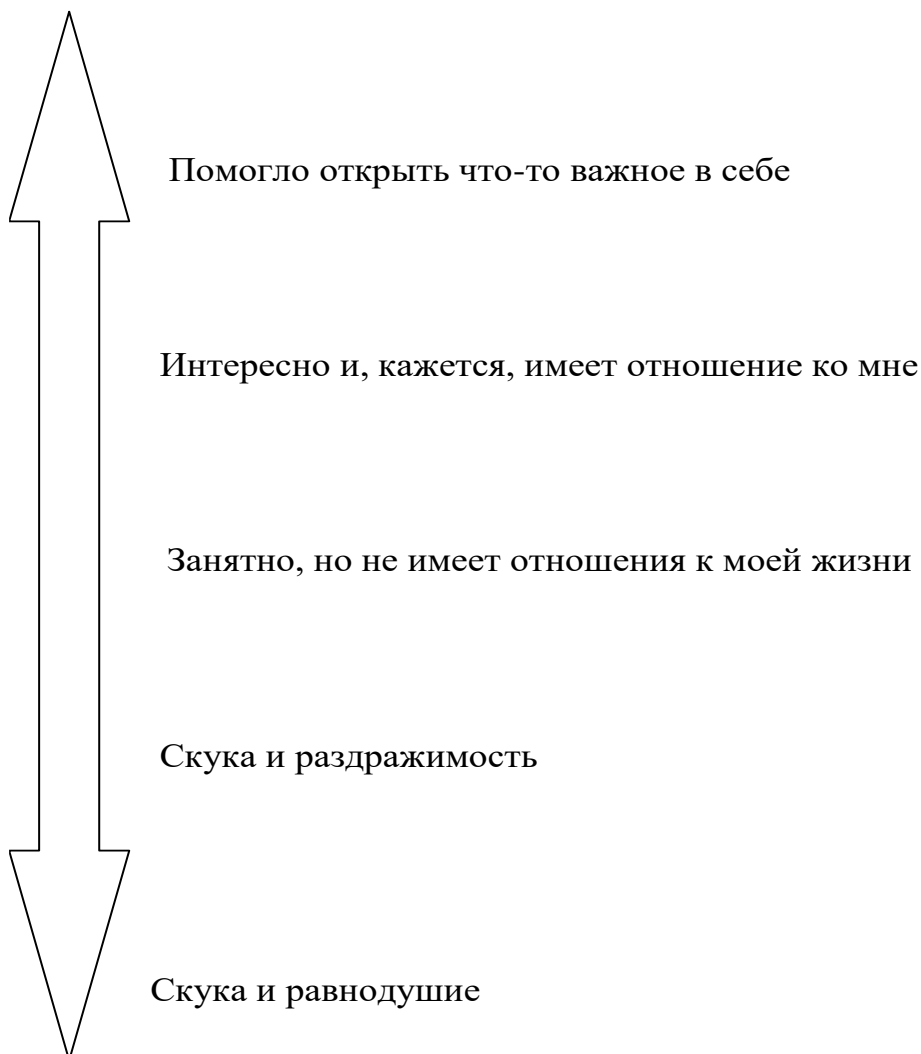 Помогло открыть что-то важное в себе
Интересно и, кажется, имеет отношение ко мне
Занятно, но не имеет отношения к моей жизни
Скука и раздражимость
Скука и равнодушие